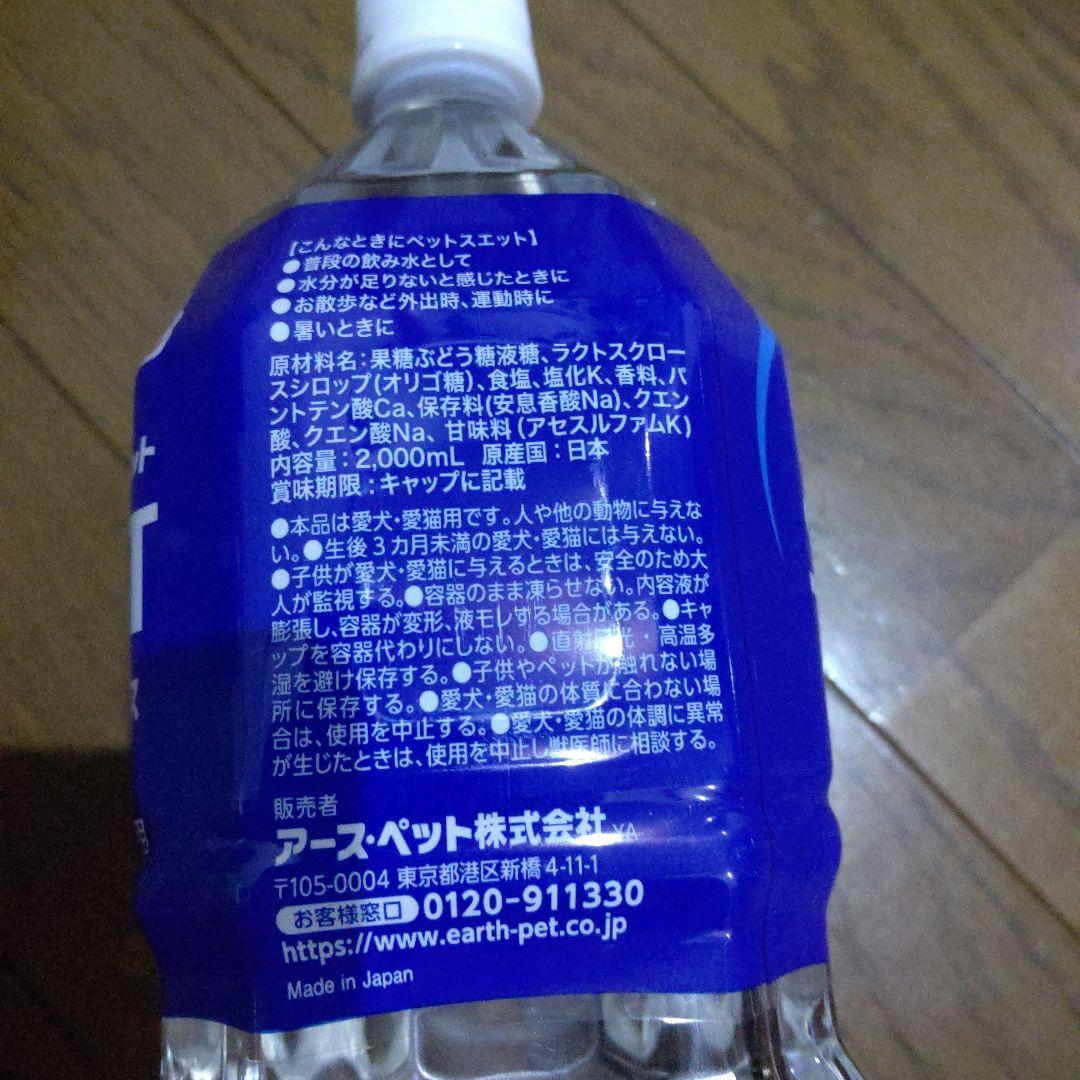 【こんなときにペットスエット】
●普段の飲み水として
●水分が足りないと感じたときに
●お散歩など外出時、運動時に
●暑いときに
原材料名：果糖ぶどう糖液糖、ラクトスクロー
スシロップ(オリゴ糖)、食塩、塩化K、香料、パ
ントテン酸Ca、保存料(安息香酸Na)、クエン
酸、クエン酸Na、甘味料(アセスルファムK)
内容量：2,000mL 原産国：日本
賞味期限：キャップに記載
●本品は愛犬・愛猫用です。人や他の動物に与えな
い。●生後3カ月未満の愛犬・愛猫には与えない。
●子供が愛犬・愛猫に与えるときは、安全のため大
人が監視する。●容器のまま凍らせない。内容液が
膨張し、容器が変形、液モレする場合がある。●キャ
ップを容器代わりにしない。●直射日光・高温多
湿を避け保存する。●子供やペットが触れない場
所に保存する。●愛犬・愛猫の体質に合わない場
合は、使用を中止する。●愛犬・愛猫の体調に異常
が生じたときは、使用を中止し獣医師に相談する。
販売者
アース・ペット株式会社 XA
〒105-0004 東京都港区新橋4-11-1
お客様窓口 0120-911330
https://www.earth-pet.co.jp
Made in Japan
ット
T